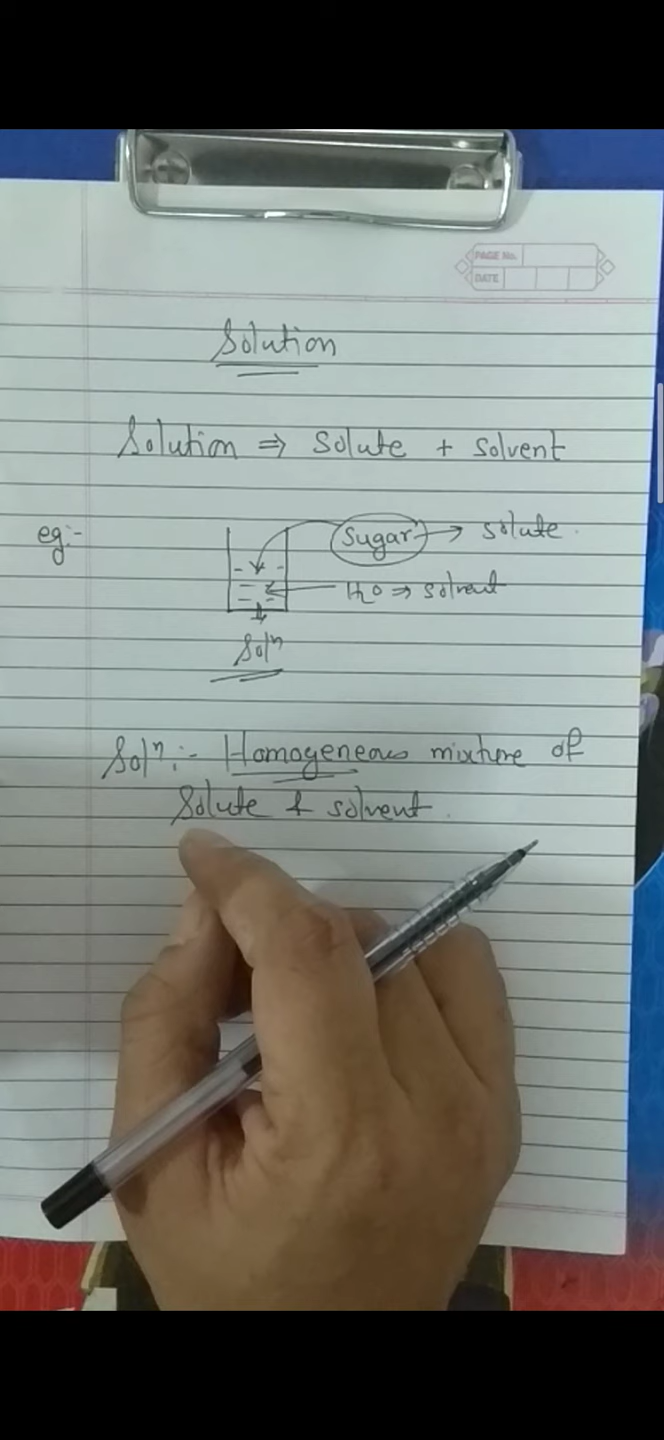 PAGE No.
DATE
Solution
Solution ⇒ Solute + solvent
eg:-
Sugar → solute.
H₂O ⇒ solvent
Solⁿ
Solⁿ:- Homogeneous mixture of
Solute & solvent.